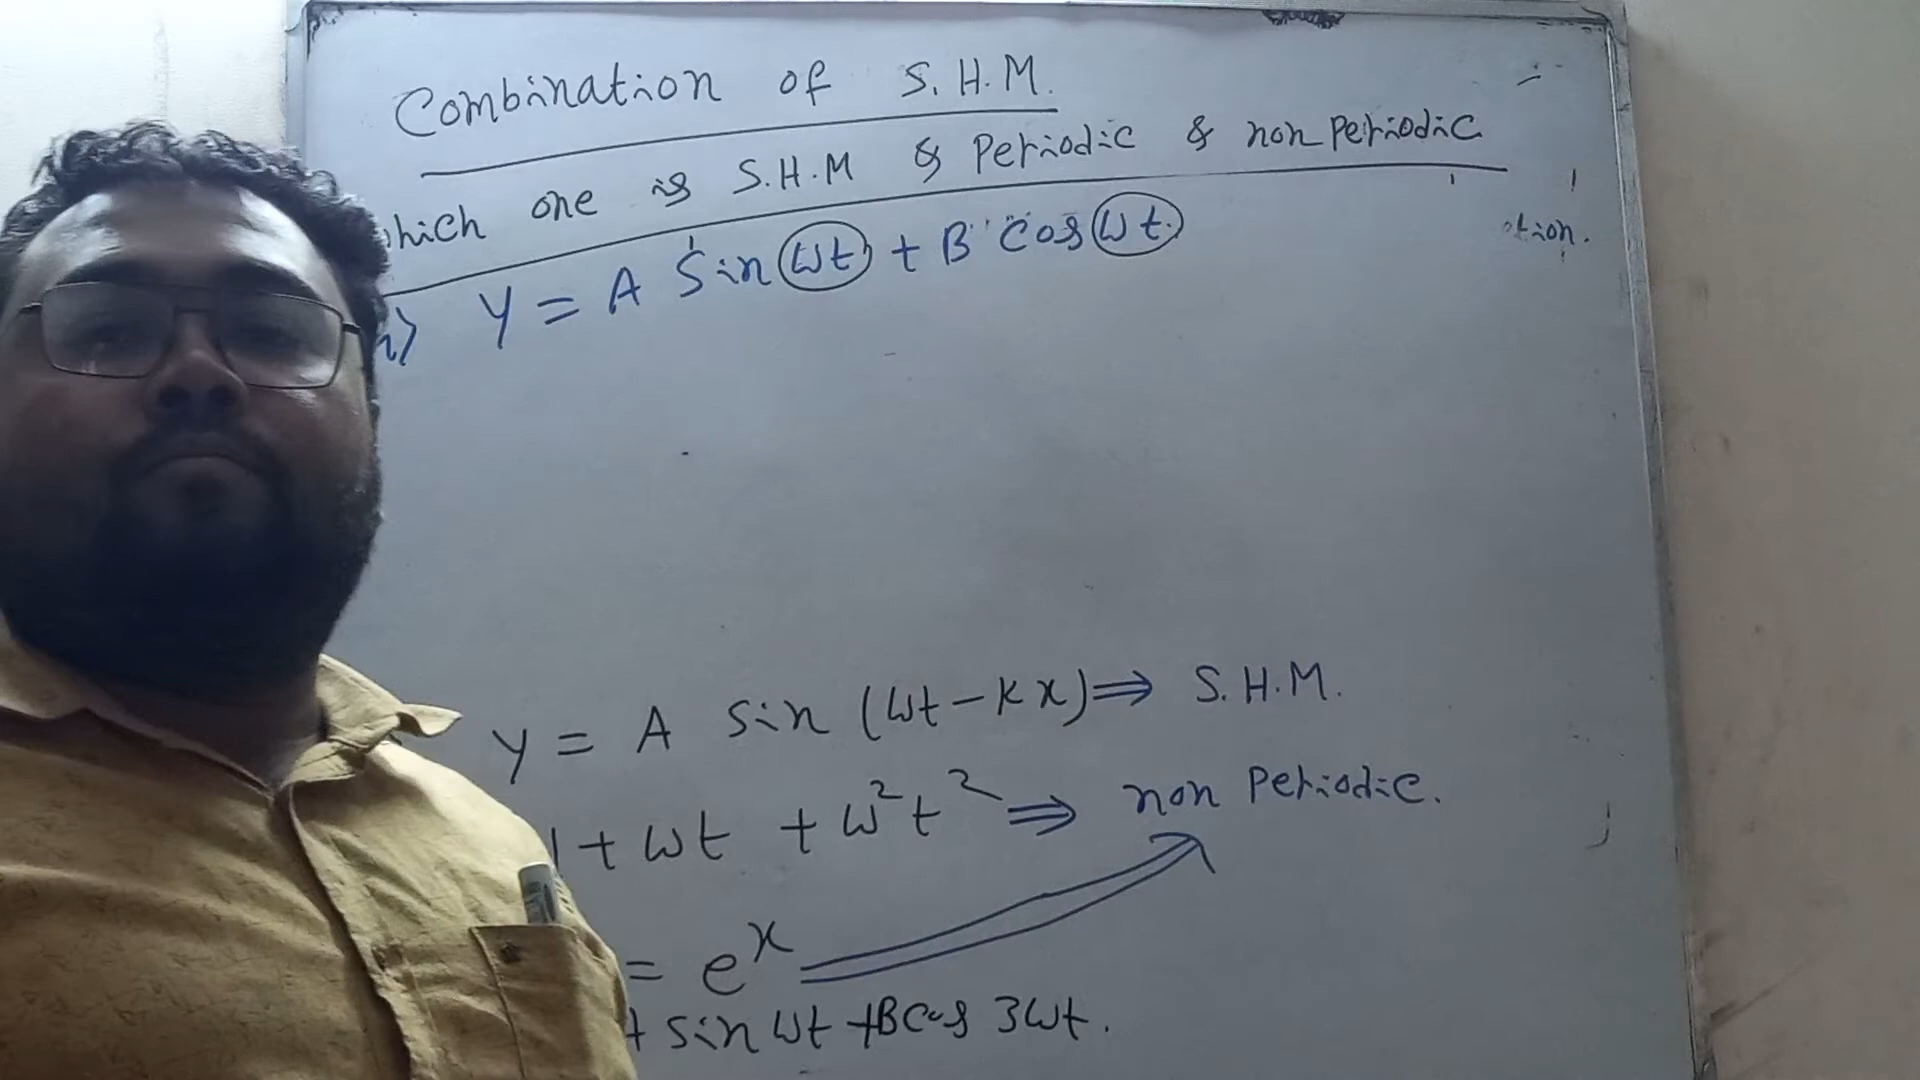 Combination of S.H.M.
which one is S.H.M & Periodic & non Periodic
tion.
Y = A Sin ωt + B Cos ωt.
y = A Sin (ωt - kx) ⇒ S.H.M.
1 + ωt + ω²t² ⇒ non Periodic.
= eˣ
A Sin ωt + B Cos 3ωt.